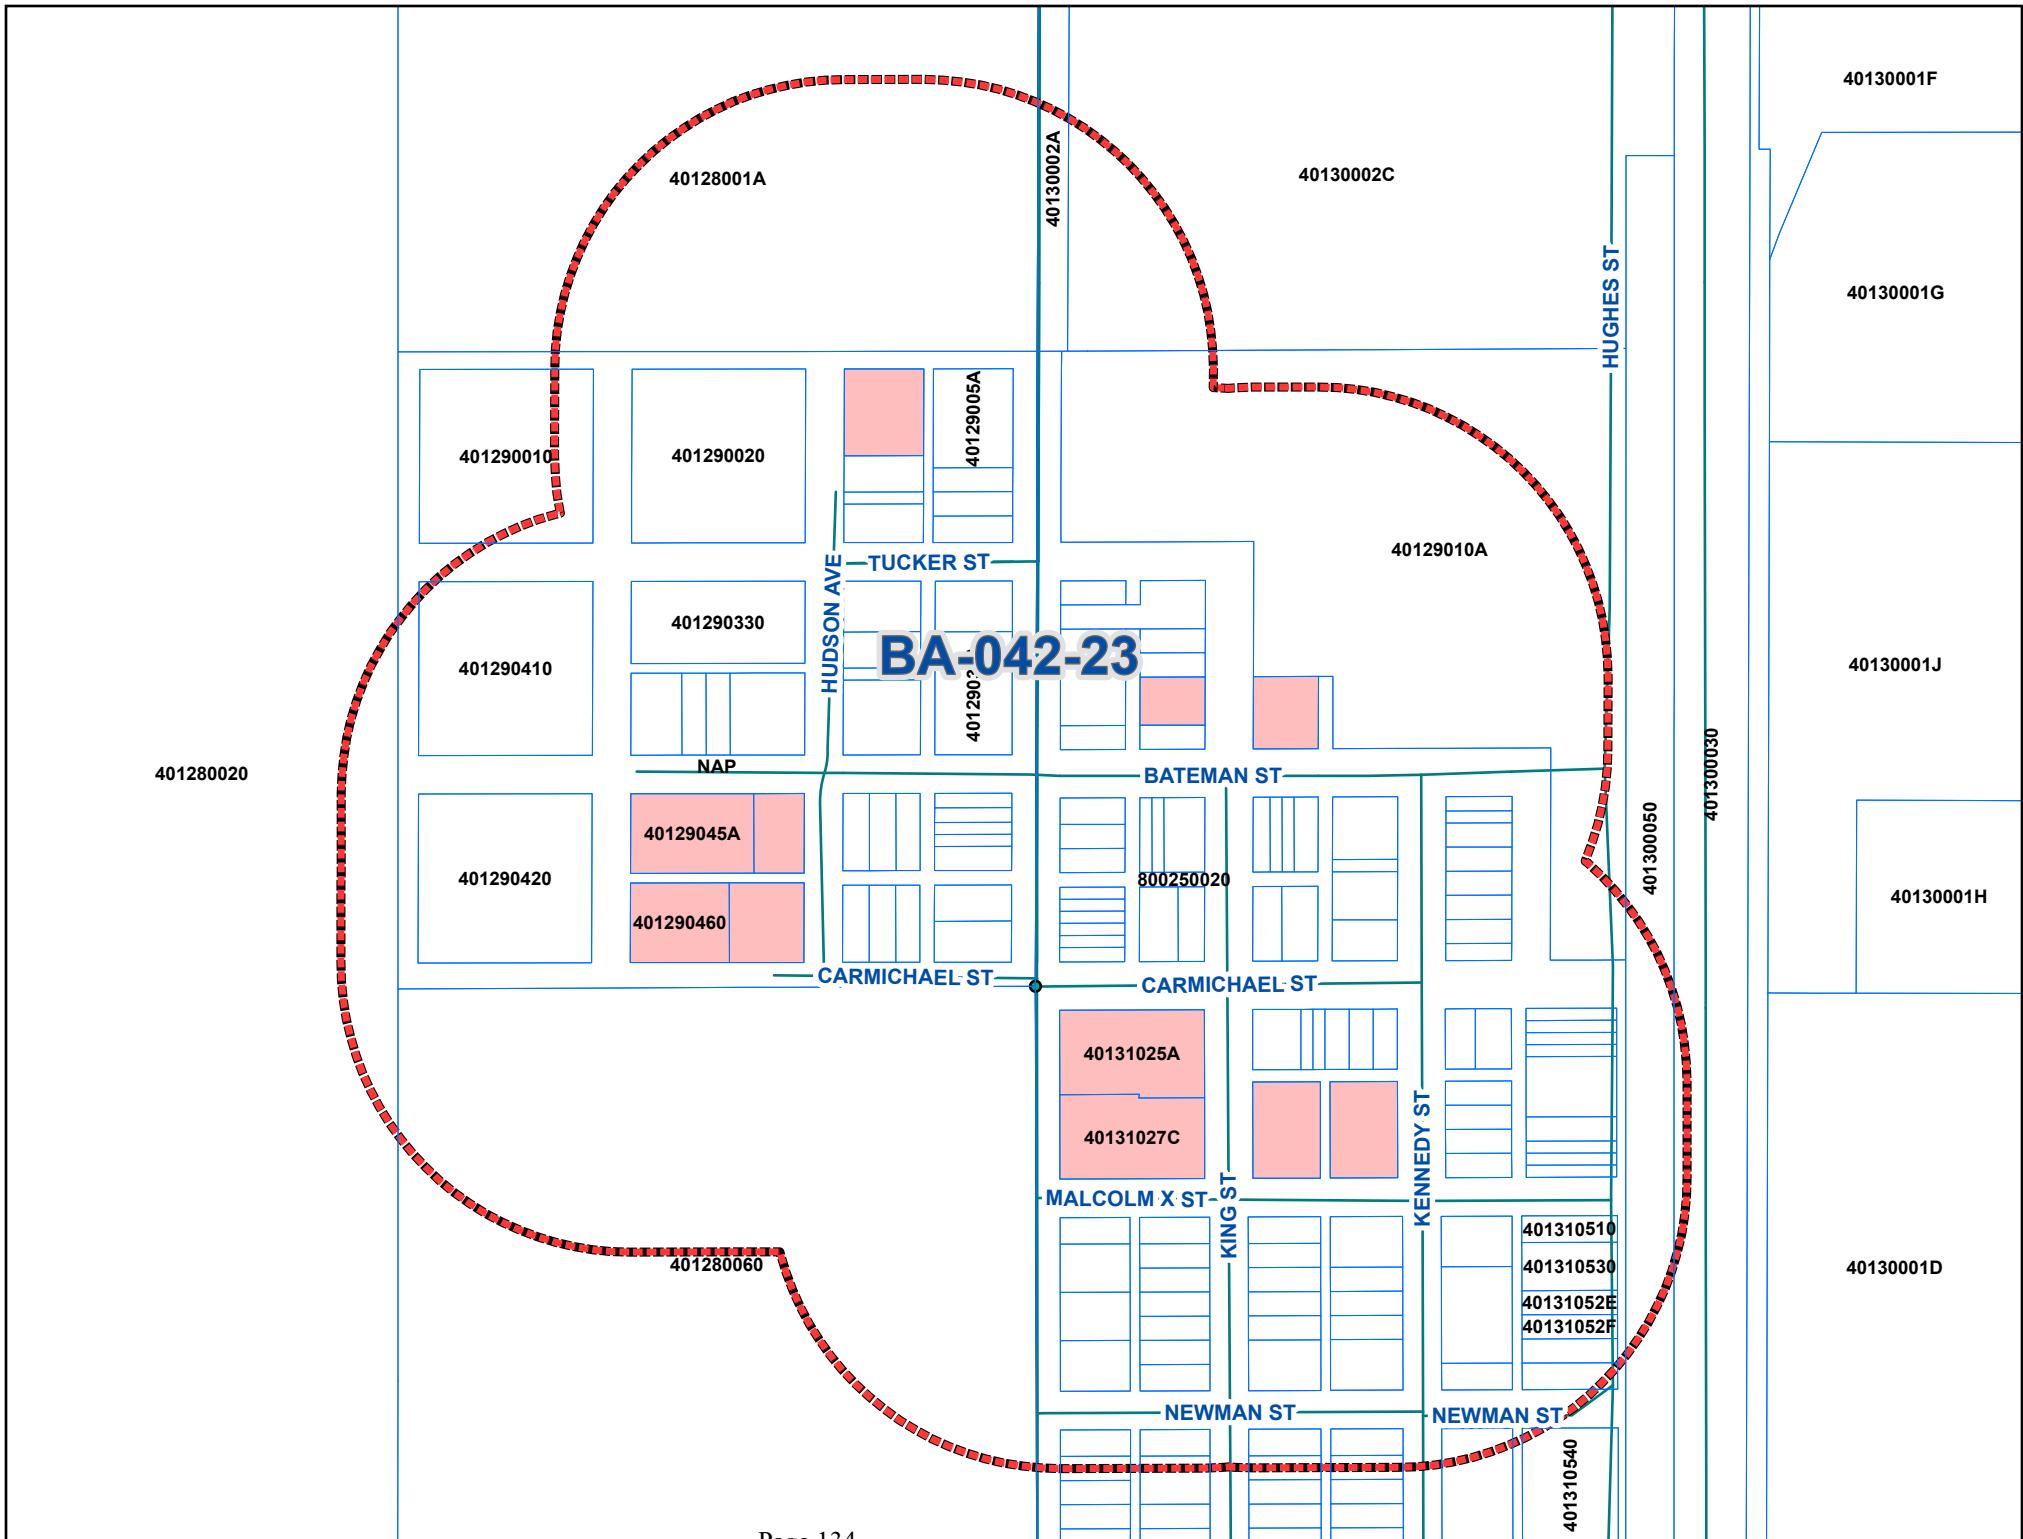 40130001F
40128001A
40130002A
40130002C
HUGHES ST
40130001G
401290010
401290020
40129005A
40129010A
TUCKER ST
HUDSON AVE
401290330
401290410
BA-042-23
40130001J
NAP
401280020
BATEMAN ST
401300030
40129045A
401300050
401290420
800250020
40130001H
401290460
CARMICHAEL ST
CARMICHAEL ST
40131025A
40131027C
KENNEDY ST
MALCOLM X ST
KING ST
401310510
401310530
40131052E
40131052F
401280060
40130001D
NEWMAN ST
NEWMAN ST
401310540
Page 134